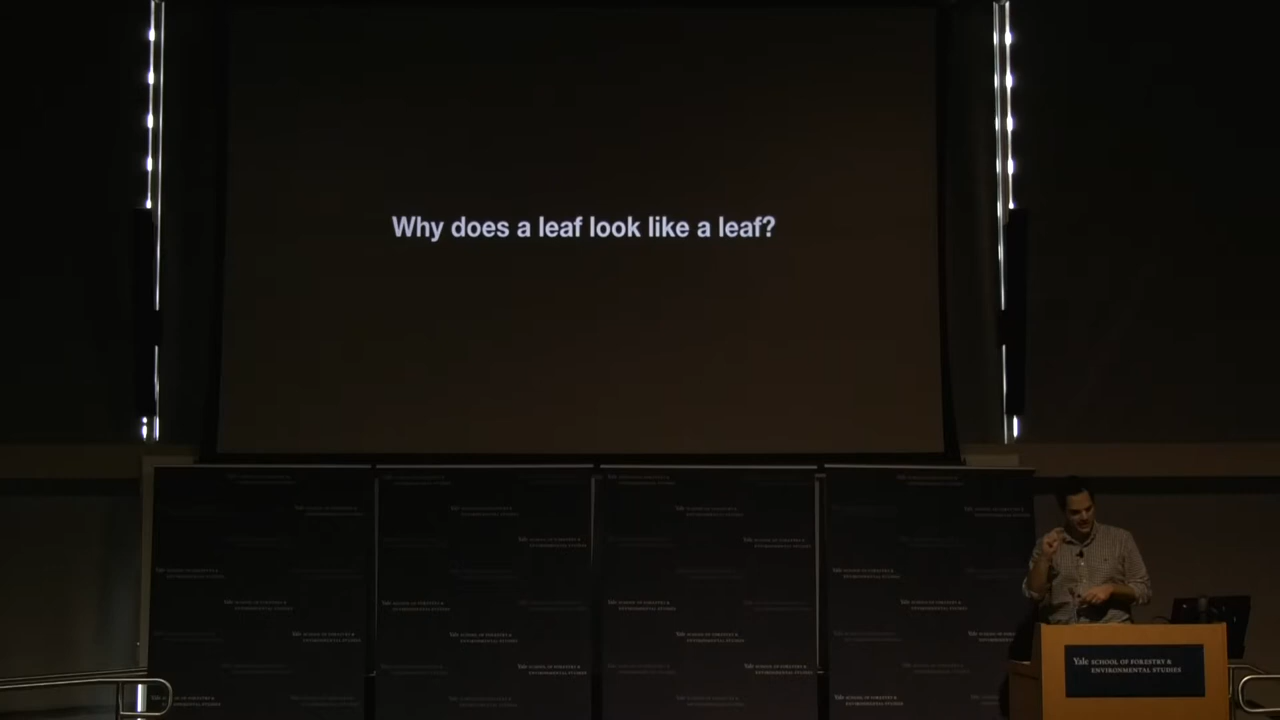 Why does a leaf look like a leaf?
Yale SCHOOL OF FORESTRY &
ENVIRONMENTAL STUDIES